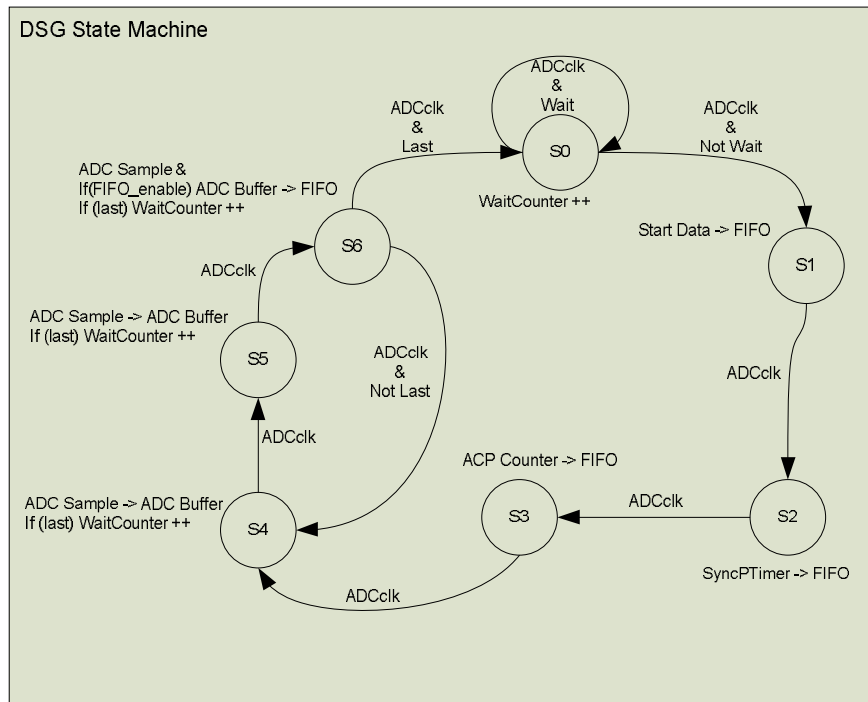 DSG State Machine
ADCclk
&
Wait
ADCclk
&
Last
ADCclk
&
Not Wait
S0
WaitCounter ++
ADC Sample &
If(FIFO_enable) ADC Buffer -> FIFO
If (last) WaitCounter ++
Start Data -> FIFO
S6
S1
ADCclk
ADC Sample -> ADC Buffer
If (last) WaitCounter ++
S5
ADCclk
&
Not Last
ADCclk
ADCclk
ACP Counter -> FIFO
ADC Sample -> ADC Buffer
If (last) WaitCounter ++
S4
S3
ADCclk
S2
SyncPTimer -> FIFO
ADCclk